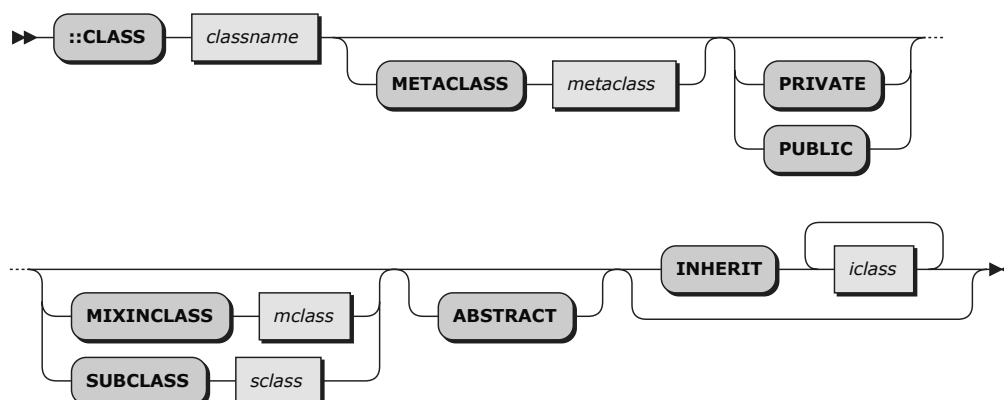 ::CLASS classname
METACLASS metaclass PRIVATE
PUBLIC
INHERIT iclass
MIXINCLASS mclass ABSTRACT
SUBCLASS sclass